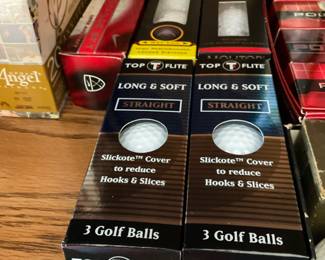 Angel
TOP T FLITE
LONG & SOFT
STRAIGHT
Slickote™ Cover
to reduce
Hooks & Slices
3 Golf Balls
TOP T FLITE
LONG & SOFT
STRAIGHT
Slickote™ Cover
to reduce
Hooks & Slices
3 Golf Balls